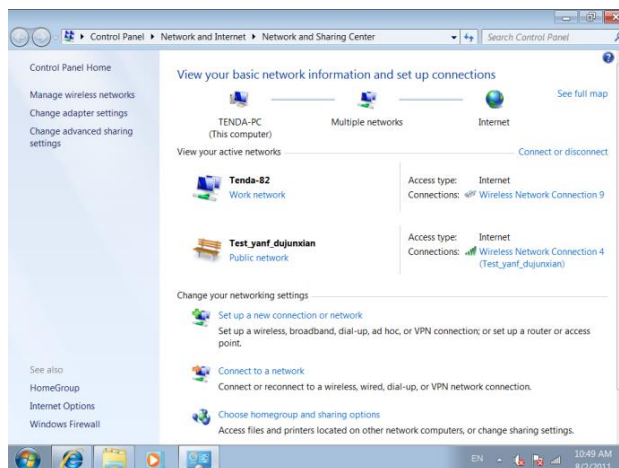 Control Panel ▸ Network and Internet ▸ Network and Sharing Center
Search Control Panel
Control Panel Home
Manage wireless networks
Change adapter settings
Change advanced sharing
settings
View your basic network information and set up connections
See full map
TENDA-PC
(This computer)
Multiple networks
Internet
View your active networks
Connect or disconnect
Tenda-82
Work network
Access type: Internet
Connections: Wireless Network Connection 9
Test_yanf_dujunxian
Public network
Access type: Internet
Connections: Wireless Network Connection 4
(Test_yanf_dujunxian)
Change your networking settings
Set up a new connection or network
Set up a wireless, broadband, dial-up, ad hoc, or VPN connection; or set up a router or access
point.
Connect to a network
Connect or reconnect to a wireless, wired, dial-up, or VPN network connection.
Choose homegroup and sharing options
Access files and printers located on other network computers, or change sharing settings.
See also
HomeGroup
Internet Options
Windows Firewall
EN
10:49 AM
8/2/2011